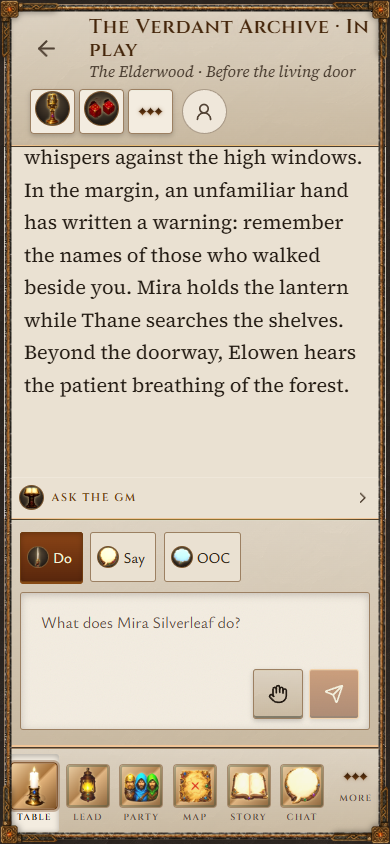 The Verdant Archive · In
play
The Elderwood · Before the living door
whispers against the high windows.
In the margin, an unfamiliar hand
has written a warning: remember
the names of those who walked
beside you. Mira holds the lantern
while Thane searches the shelves.
Beyond the doorway, Elowen hears
the patient breathing of the forest.
ASK THE GM
Do
Say
OOC
What does Mira Silverleaf do?
TABLE
LEAD
PARTY
MAP
STORY
CHAT
MORE